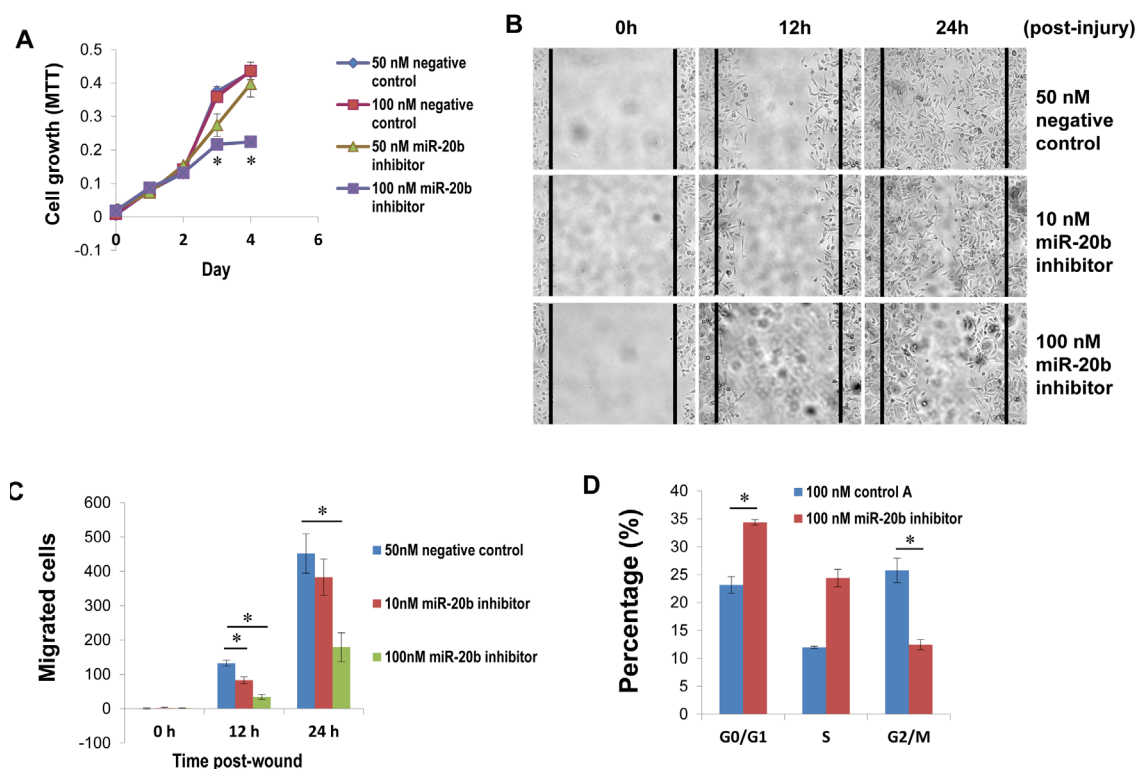 A
Cell growth (MTT)
0.5
0.4
0.3
0.2
0.1
0
-0.1
0
2
4
6
Day
* *
50 nM negative
control
100 nM negative
control
50 nM miR-20b
inhibitor
100 nM miR-20b
inhibitor
B
0h 12h 24h (post-injury)
50 nM
negative
control
10 nM
miR-20b
inhibitor
100 nM
miR-20b
inhibitor
C
Migrated cells
600
500
400
300
200
100
0
-100
0 h 12 h 24 h
Time post-wound
*
*
*
50nM negative control
10nM miR-20b inhibitor
100nM miR-20b inhibitor
D
Percentage (%)
40
35
30
25
20
15
10
5
0
G0/G1 S G2/M
*
*
100 nM control A
100 nM miR-20b inhibitor